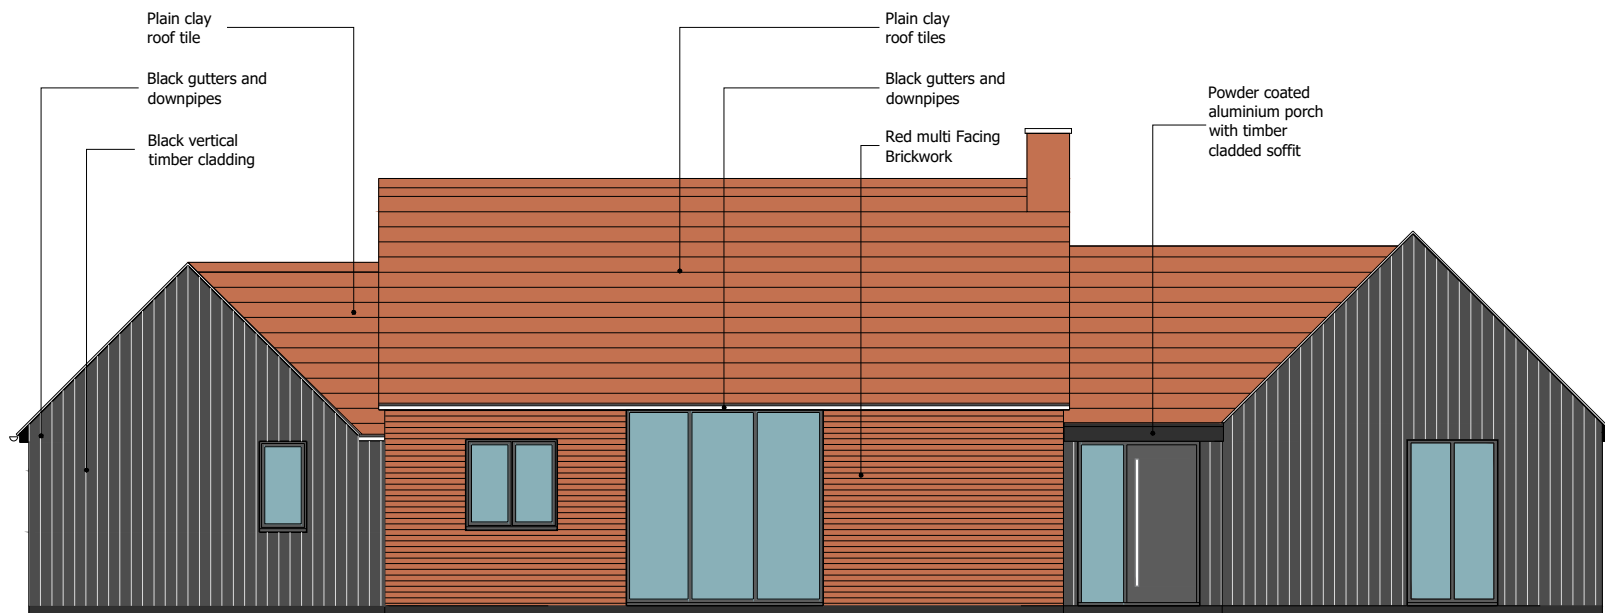 Plain clay
roof tile
Black gutters and
downpipes
Black vertical
timber cladding
Plain clay
roof tiles
Black gutters and
downpipes
Red multi Facing
Brickwork
Powder coated
aluminium porch
with timber
cladded soffit